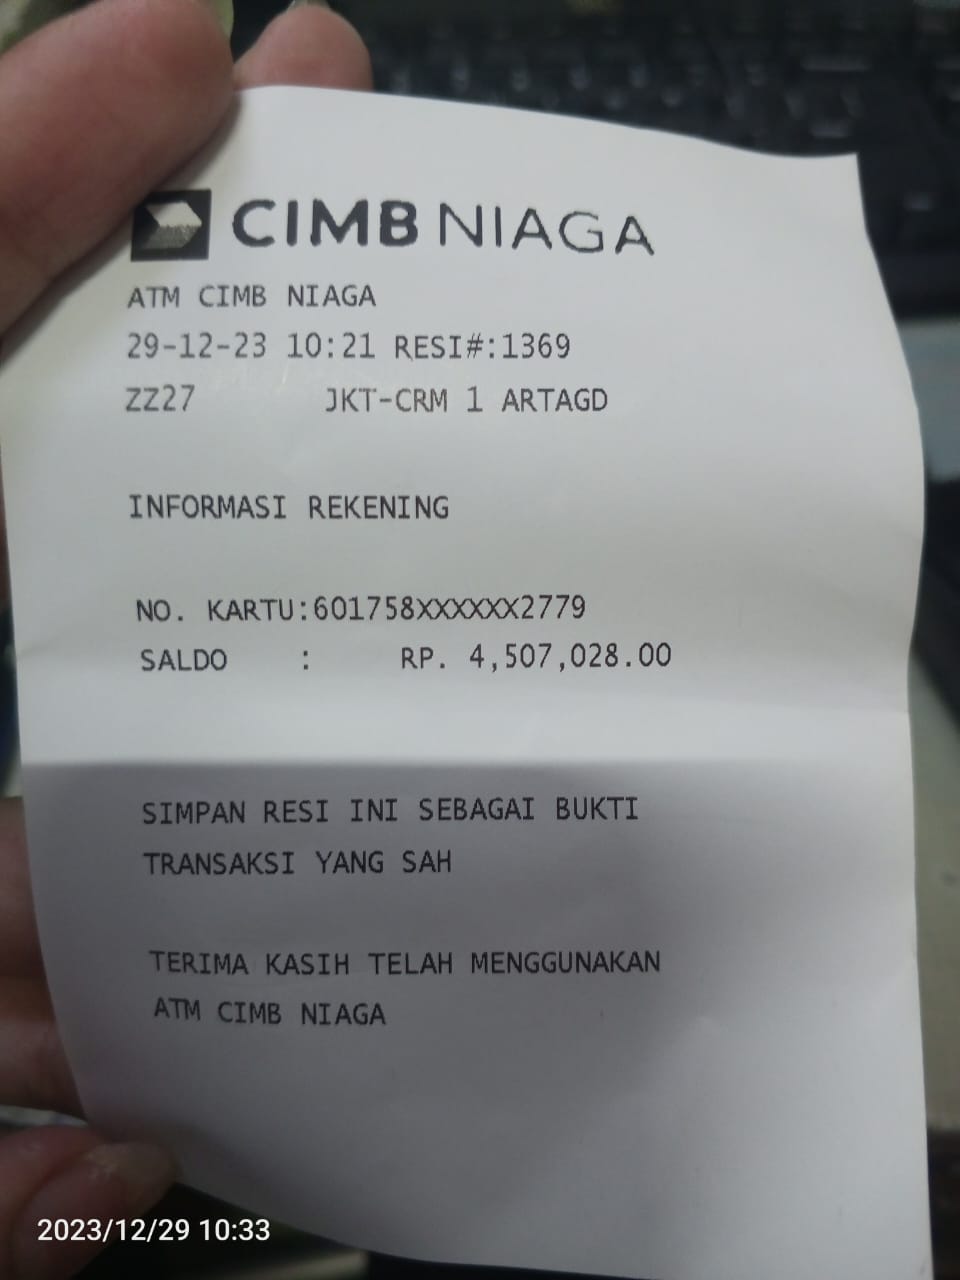 CIMB NIAGA
ATM CIMB NIAGA
29-12-23 10:21 RESI#:1369
ZZ27 JKT-CRM 1 ARTAGD
INFORMASI REKENING
NO. KARTU:601758XXXXXX2779
SALDO : RP. 4,507,028.00
SIMPAN RESI INI SEBAGAI BUKTI
TRANSAKSI YANG SAH
TERIMA KASIH TELAH MENGGUNAKAN
ATM CIMB NIAGA
2023/12/29 10:33